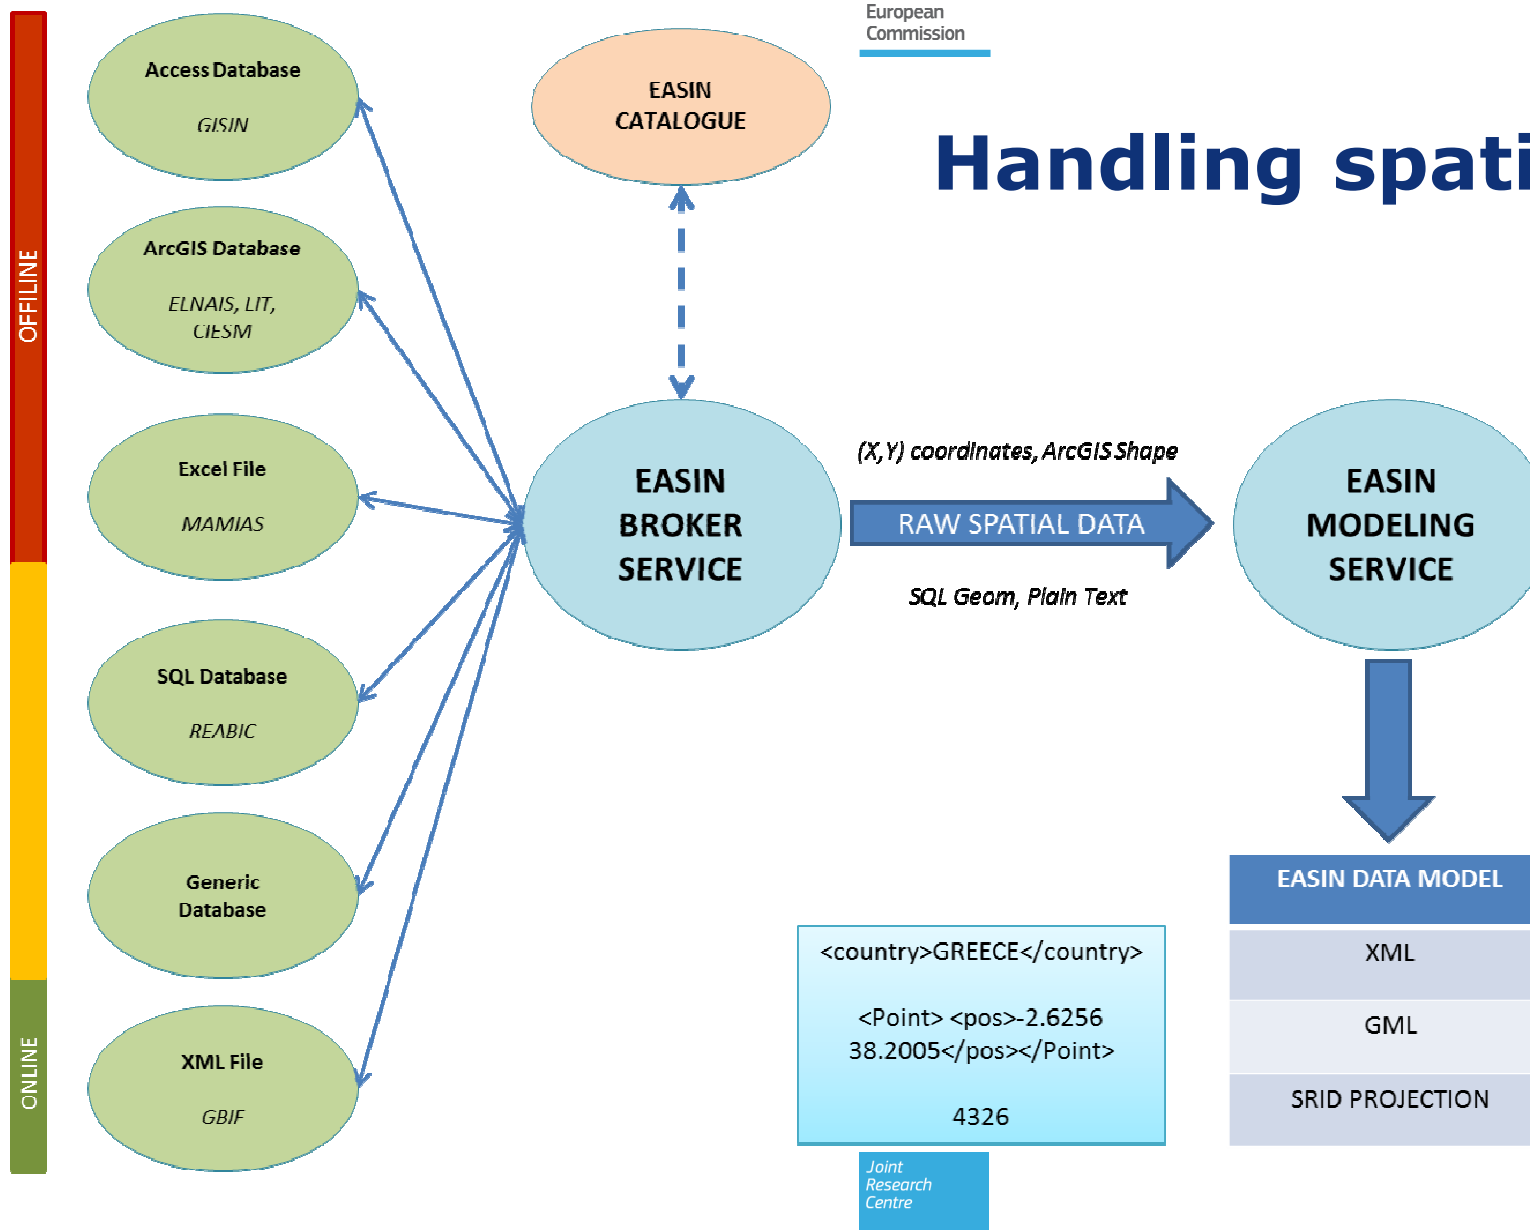 European
Commission
Handling spati
OFFILINE
ONLINE
Access Database
GISIN
ArcGIS Database
ELNAIS, LIT,
CIESM
Excel File
MAMIAS
SQL Database
REABIC
Generic
Database
XML File
GBIF
EASIN
CATALOGUE
EASIN
BROKER
SERVICE
(X,Y) coordinates, ArcGIS Shape
RAW SPATIAL DATA
SQL Geom, Plain Text
EASIN
MODELING
SERVICE
EASIN DATA MODEL
XML
GML
SRID PROJECTION
<country>GREECE</country>
<Point> <pos>-2.6256
38.2005</pos></Point>
4326
Joint
Research
Centre